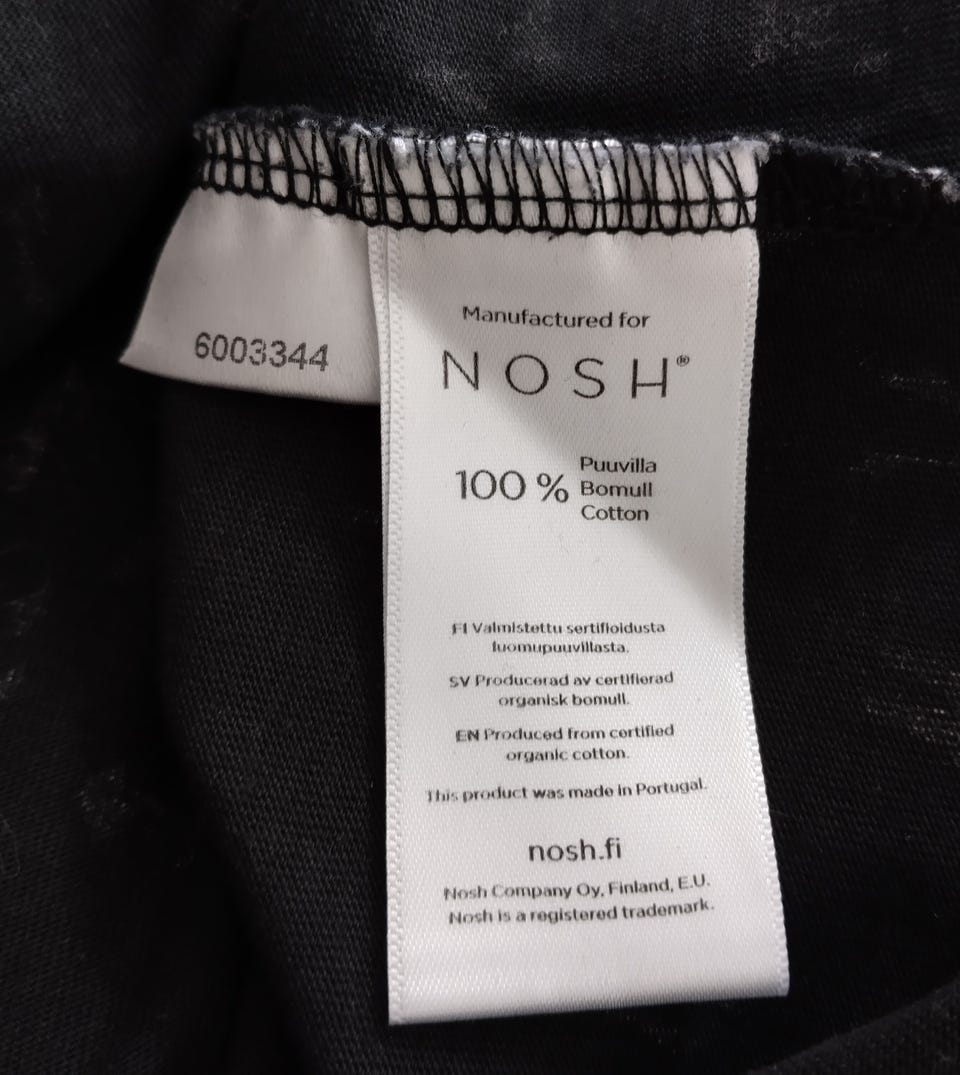 6003344
Manufactured for
NOSH®
100 % Puuvilla
Bomull
Cotton
FI Valmistettu sertifioidusta
luomupuuvillasta.
SV Producerad av certifierad
organisk bomull.
EN Produced from certified
organic cotton.
This product was made in Portugal.
nosh.fi
Nosh Company Oy, Finland, E.U.
Nosh is a registered trademark.